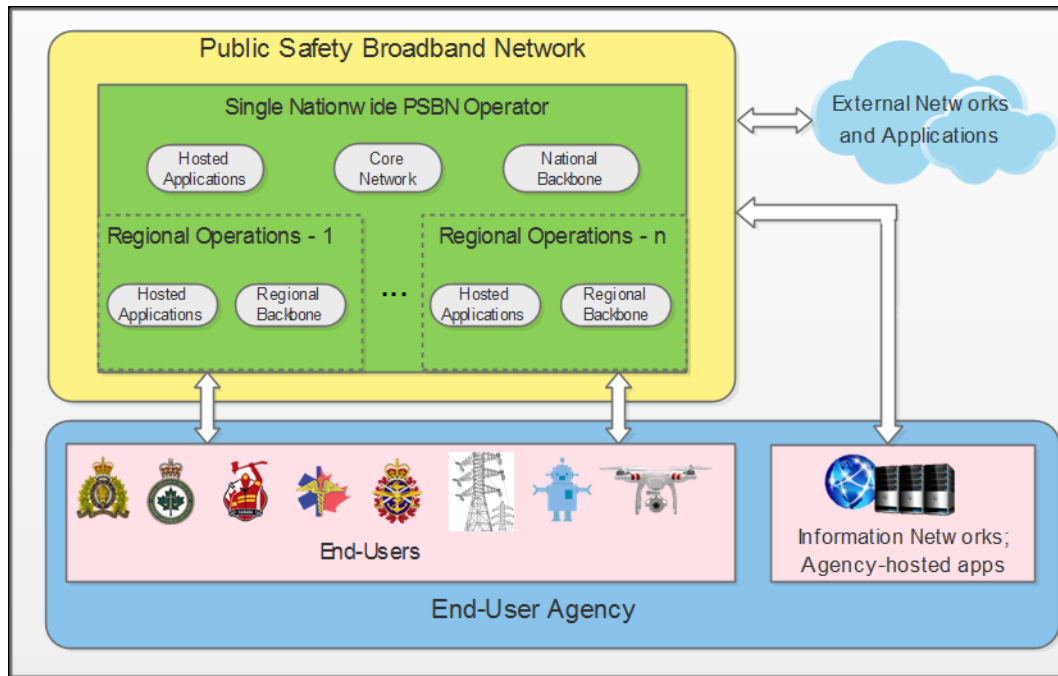 Public Safety Broadband Network
Single Nationwide PSBN Operator
Hosted
Applications
Core
Network
National
Backbone
Regional Operations - 1
Hosted
Applications
Regional
Backbone
...
Regional Operations - n
Hosted
Applications
Regional
Backbone
External Networks
and Applications
End-Users
Information Networks;
Agency-hosted apps
End-User Agency